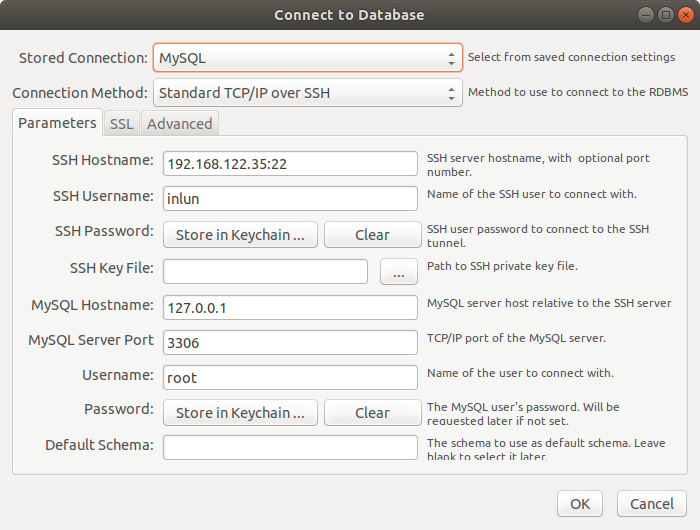 Connect to Database
Stored Connection: MySQL Select from saved connection settings
Connection Method: Standard TCP/IP over SSH Method to use to connect to the RDBMS
Parameters SSL Advanced
SSH Hostname: 192.168.122.35:22 SSH server hostname, with optional port
number.
SSH Username: inlun Name of the SSH user to connect with.
SSH Password: Store in Keychain ... Clear SSH user password to connect to the SSH
tunnel.
SSH Key File: ... Path to SSH private key file.
MySQL Hostname: 127.0.0.1 MySQL server host relative to the SSH server
MySQL Server Port 3306 TCP/IP port of the MySQL server.
Username: root Name of the user to connect with.
Password: Store in Keychain ... Clear The MySQL user's password. Will be
requested later if not set.
Default Schema: The schema to use as default schema. Leave
blank to select it later.
OK Cancel